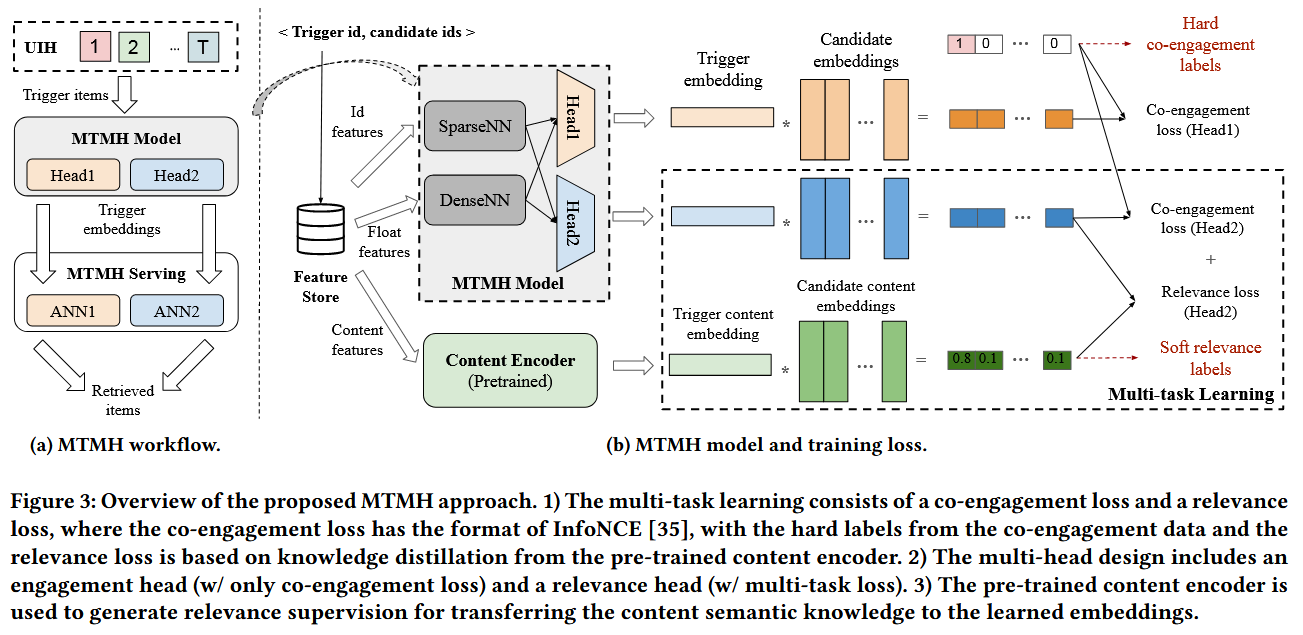 UIH
1
2
...
T
Trigger items
MTMH Model
Head1
Head2
Trigger
embeddings
MTMH Serving
ANN1
ANN2
Retrieved
items
(a) MTMH workflow.
< Trigger id, candidate ids >
Id
features
Float
features
Feature
Store
Content
features
SparseNN
DenseNN
Head1
Head2
MTMH Model
Content Encoder
(Pretrained)
Trigger
embedding
Candidate
embeddings
*
...
=
1 0 ... 0
Hard
co-engagement
labels
...
Co-engagement
loss (Head1)
*
...
=
...
Co-engagement
loss (Head2)
+
Relevance loss
(Head2)
Trigger content
embedding
Candidate content
embeddings
*
...
=
0.8 0.1 ... 0.1
Soft relevance
labels
Multi-task Learning
(b) MTMH model and training loss.
Figure 3: Overview of the proposed MTMH approach. 1) The multi-task learning consists of a co-engagement loss and a relevance
loss, where the co-engagement loss has the format of InfoNCE [35], with the hard labels from the co-engagement data and the
relevance loss is based on knowledge distillation from the pre-trained content encoder. 2) The multi-head design includes an
engagement head (w/ only co-engagement loss) and a relevance head (w/ multi-task loss). 3) The pre-trained content encoder is
used to generate relevance supervision for transferring the content semantic knowledge to the learned embeddings.